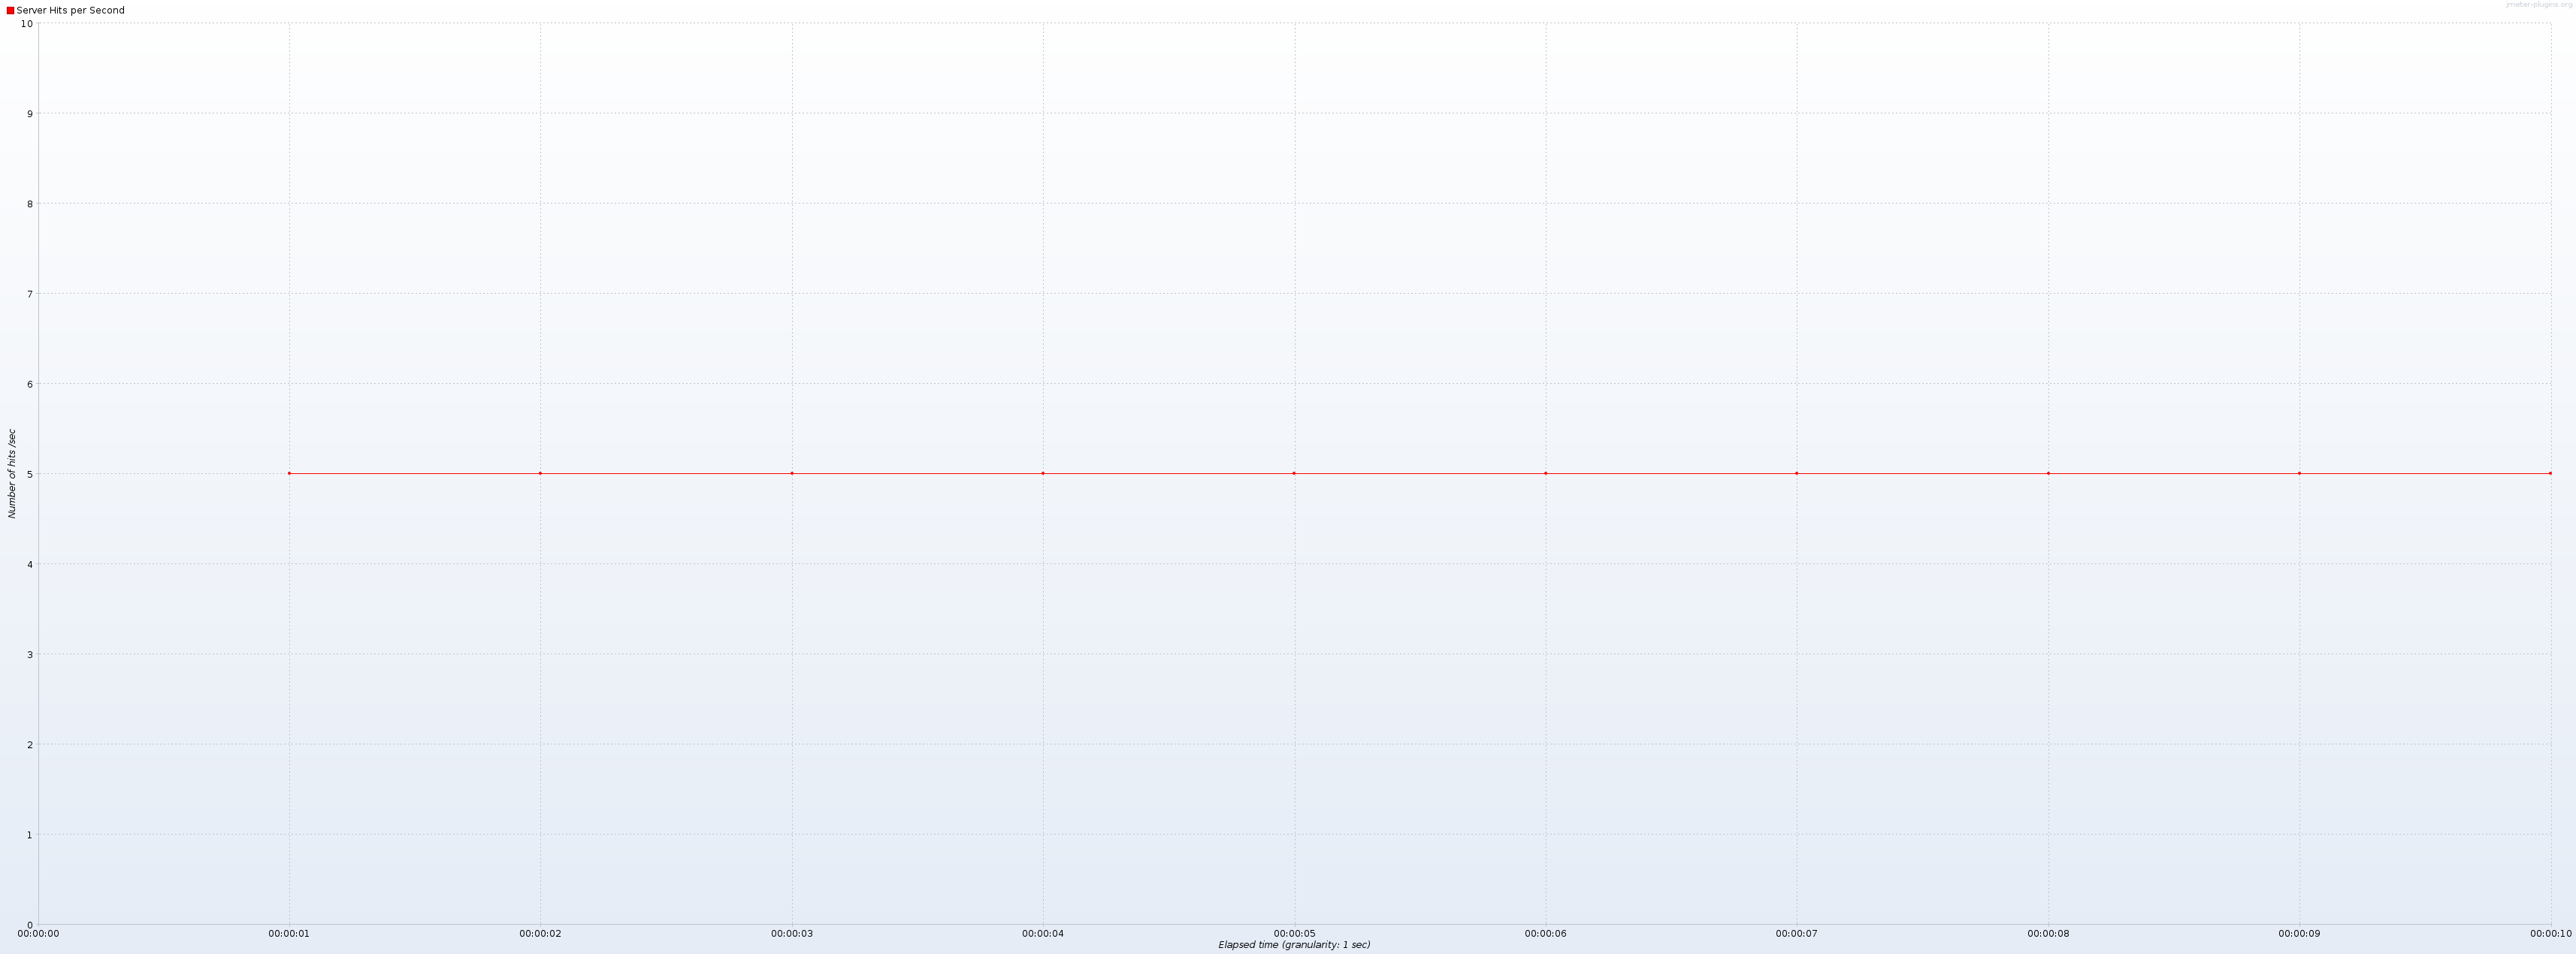 Server Hits per Second
jmeter-plugins.org
10
9
8
7
6
5
4
3
2
1
0
Number of hits /sec
00:00:00 00:00:01 00:00:02 00:00:03 00:00:04 00:00:05 00:00:06 00:00:07 00:00:08 00:00:09 00:00:10
Elapsed time (granularity: 1 sec)